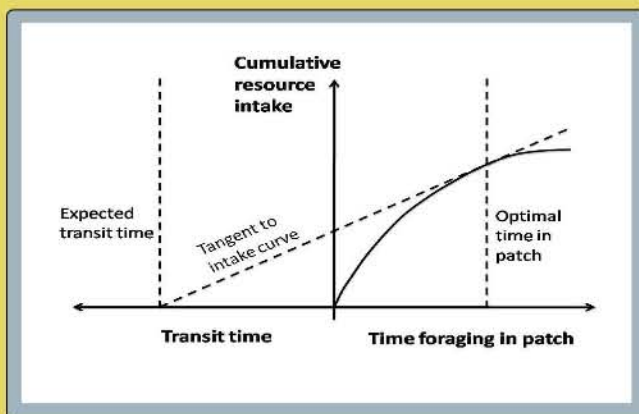 Cumulative
resource
intake
Expected
transit time
Tangent to
intake curve
Optimal
time in
patch
Transit time
Time foraging in patch